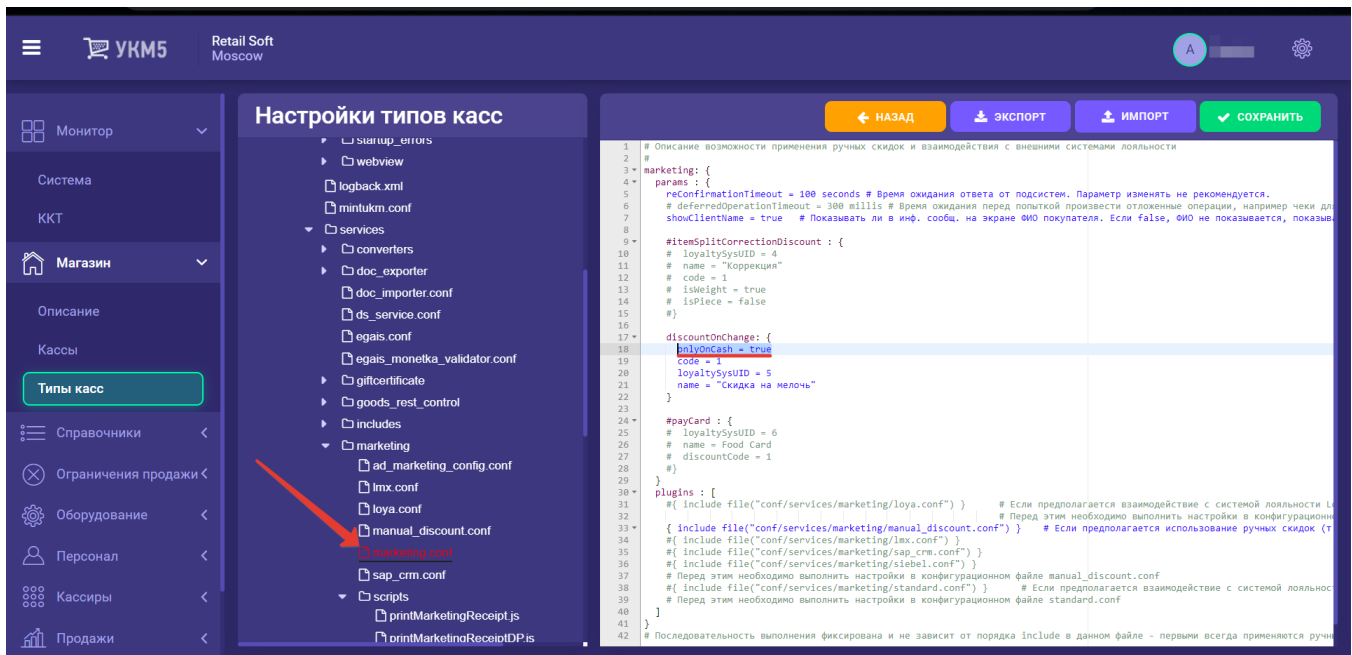 УКМ5
Retail Soft
Moscow
A
Монитор
Система
ККТ
Магазин
Описание
Кассы
Типы касс
Справочники
Ограничения продажи
Оборудование
Персонал
Кассиры
Продажи
Настройки типов касс
startup_errors
webview
logback.xml
mintukm.conf
services
converters
doc_exporter
doc_importer.conf
ds_service.conf
egais.conf
egais_monetka_validator.conf
giftcertificate
goods_rest_control
includes
marketing
ad_marketing_config.conf
lmx.conf
loya.conf
manual_discount.conf
marketing.conf
sap_crm.conf
scripts
printMarketingReceipt.js
printMarketingReceiptDP.js
НАЗАД ЭКСПОРТ ИМПОРТ СОХРАНИТЬ
1 # Описание возможности применения ручных скидок и взаимодействия с внешними системами лояльности
2 #
3 marketing: {
4 params : {
5 reConfirmationTimeout = 100 seconds # Время ожидания ответа от подсистем. Параметр изменять не рекомендуется.
6 # deferredOperationTimeout = 300 millis # Время ожидания перед попыткой произвести отложенные операции, например чеки для
7 showClientName = true # Показывать ли в инф. сообщ. на экране ФИО покупателя. Если false, ФИО не показывается, показыв
8
9 #itemSplitCorrectionDiscount : {
10 # loyaltySysUID = 4
11 # name = "Коррекция"
12 # code = 1
13 # isWeight = true
14 # isPiece = false
15 #}
16
17 discountOnChange: {
18 onlyOnCash = true
19 code = 1
20 loyaltySysUID = 5
21 name = "Скидка на мелочь"
22 }
23
24 #payCard : {
25 # loyaltySysUID = 6
26 # name = Food Card
27 # discountCode = 1
28 #}
29 }
30 plugins : [
31 #{ include file("conf/services/marketing/loya.conf") } # Если предполагается взаимодействие с системой лояльности Lo
32 # Перед этим необходимо выполнить настройки в конфигурационн
33 { include file("conf/services/marketing/manual_discount.conf") } # Если предполагается использование ручных скидок (т
34 #{ include file("conf/services/marketing/lmx.conf") }
35 #{ include file("conf/services/marketing/sap_crm.conf") }
36 #{ include file("conf/services/marketing/siebel.conf") }
37 # Перед этим необходимо выполнить настройки в конфигурационном файле manual_discount.conf
38 #{ include file("conf/services/marketing/standard.conf") } # Если предполагается взаимодействие с системой лояльнос
39 # Перед этим необходимо выполнить настройки в конфигурационном файле standard.conf
40 ]
41 }
42 # Последовательность выполнения фиксирована и не зависит от порядка include в данном файле - первыми всегда применяются ручн